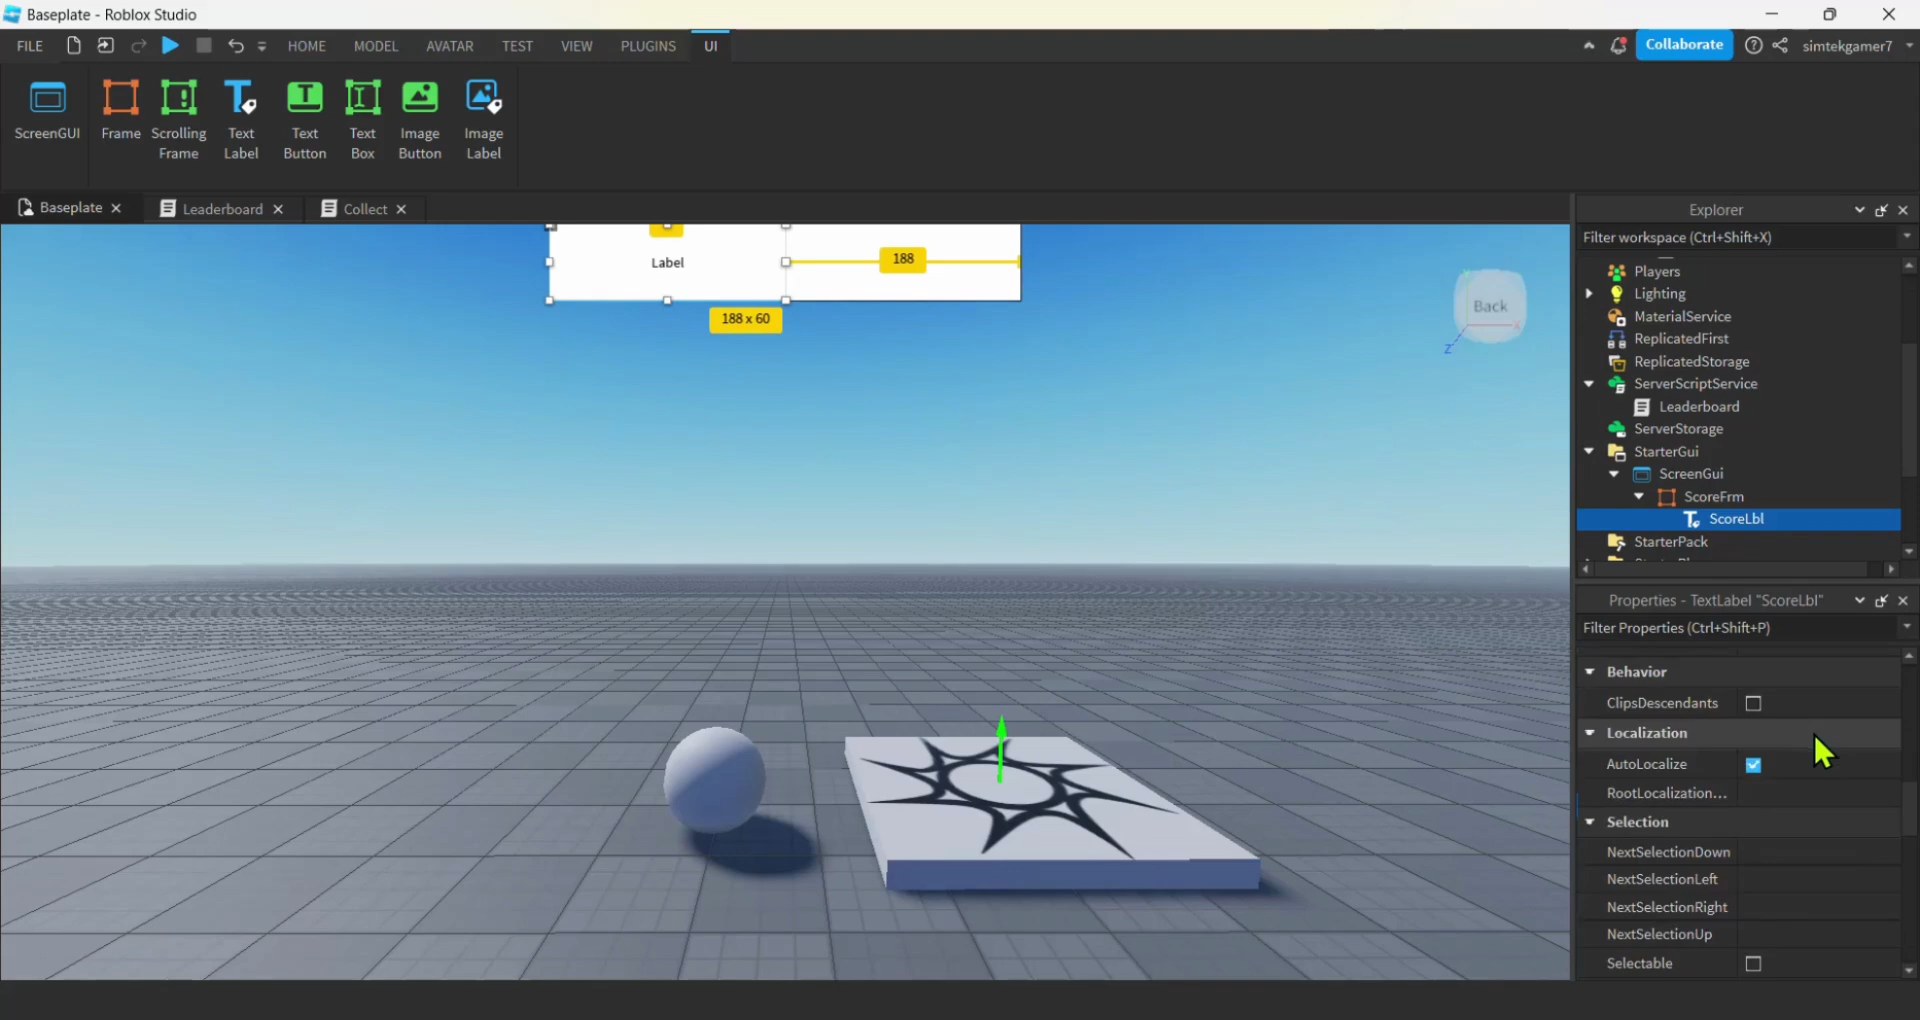 Baseplate - Roblox Studio
FILE HOME MODEL AVATAR TEST VIEW PLUGINS UI Collaborate simtekgamer7
ScreenGUI Frame Scrolling Frame Text Label Text Button Text Box Image Button Image Label
Baseplate Leaderboard Collect
Label 188
188 x 60
Back
X
Z
Explorer
Filter workspace (Ctrl+Shift+X)
Players
Lighting
MaterialService
ReplicatedFirst
ReplicatedStorage
ServerScriptService
Leaderboard
ServerStorage
StarterGui
ScreenGui
ScoreFrm
ScoreLbl
StarterPack
Properties - TextLabel "ScoreLbl"
Filter Properties (Ctrl+Shift+P)
Behavior
ClipsDescendants
Localization
AutoLocalize
RootLocalization...
Selection
NextSelectionDown
NextSelectionLeft
NextSelectionRight
NextSelectionUp
Selectable